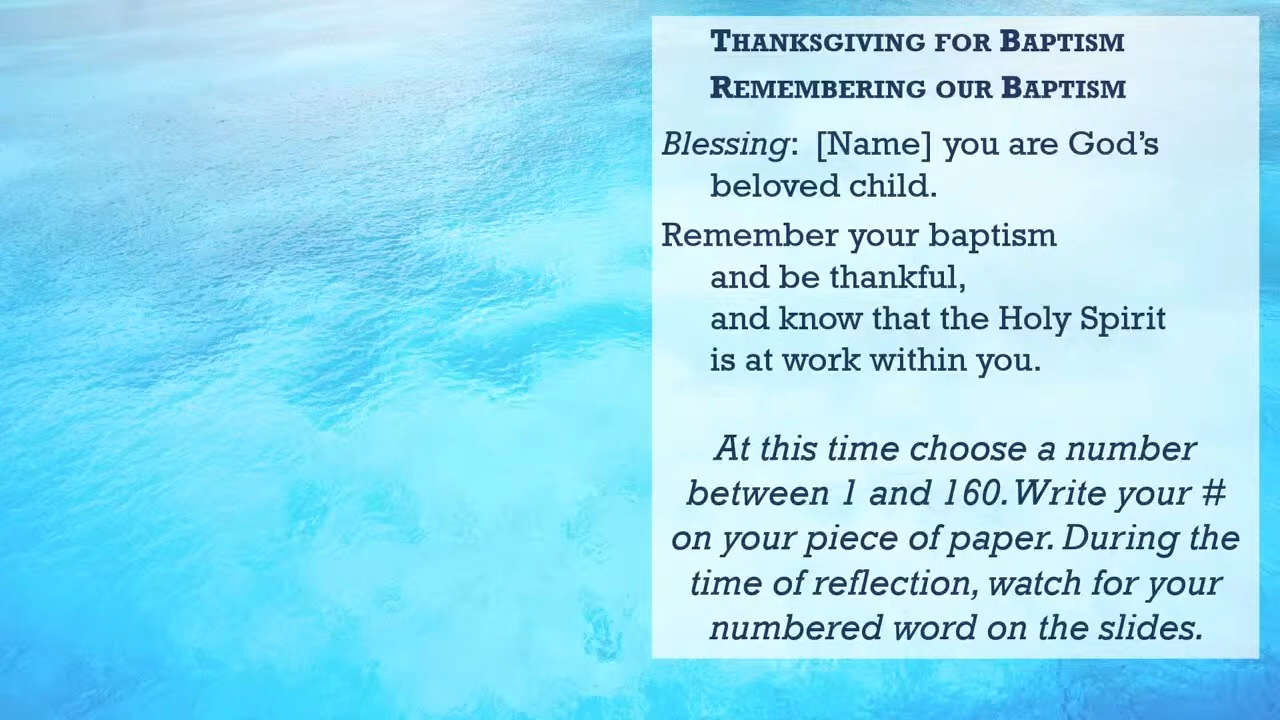 THANKSGIVING FOR BAPTISM
REMEMBERING OUR BAPTISM
Blessing: [Name] you are God’s
beloved child.
Remember your baptism
and be thankful,
and know that the Holy Spirit
is at work within you.
At this time choose a number
between 1 and 160. Write your #
on your piece of paper. During the
time of reflection, watch for your
numbered word on the slides.